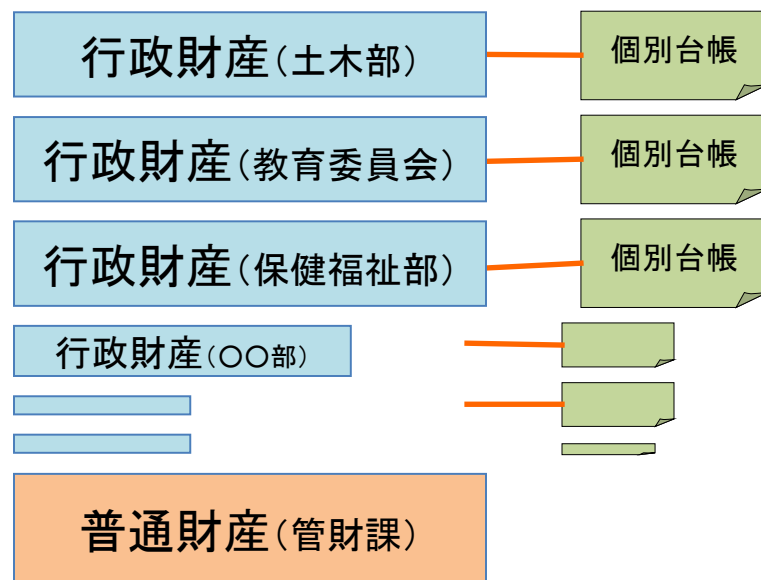 行政財産(土木部) 個別台帳
行政財産(教育委員会) 個別台帳
行政財産(保健福祉部) 個別台帳
行政財産(〇〇部)
普通財産(管財課)